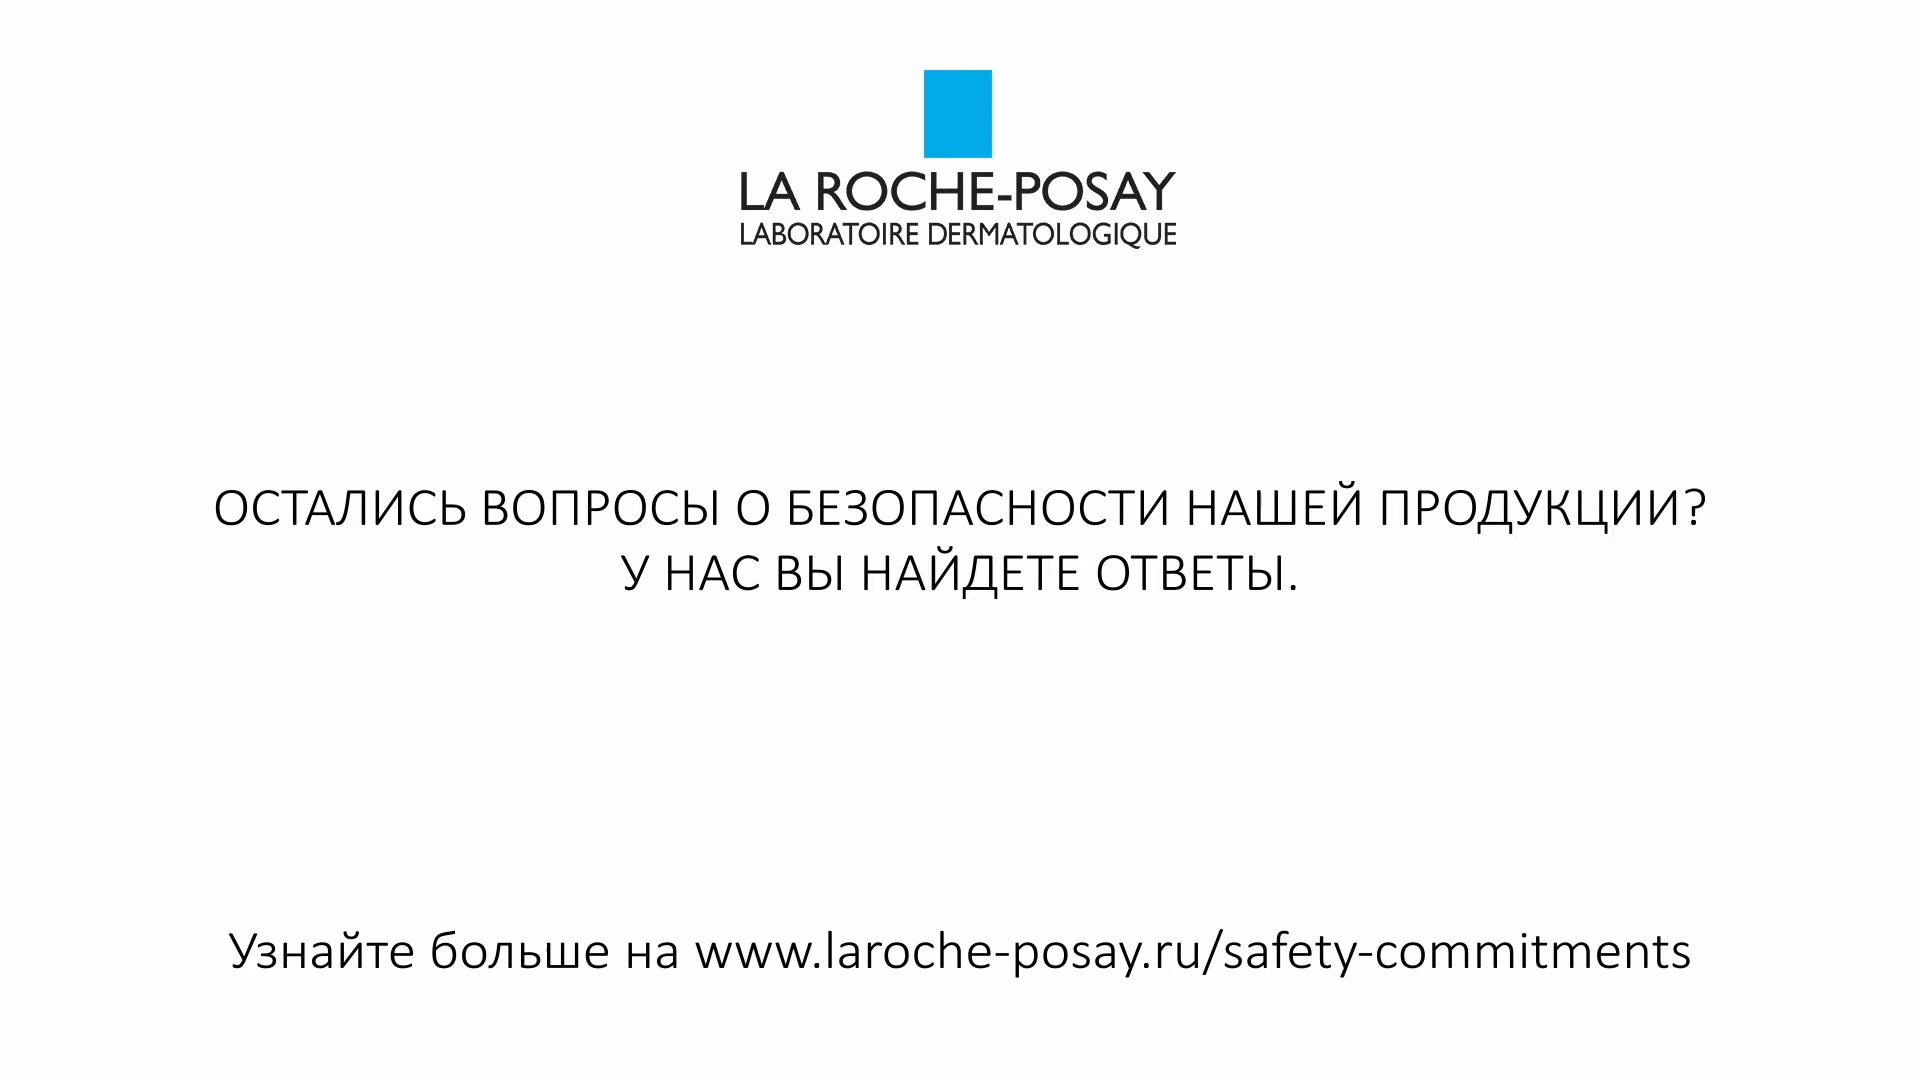 LA ROCHE-POSAY
LABORATOIRE DERMATOLOGIQUE
ОСТАЛИСЬ ВОПРОСЫ О БЕЗОПАСНОСТИ НАШЕЙ ПРОДУКЦИИ?
У НАС ВЫ НАЙДЕТЕ ОТВЕТЫ.
Узнайте больше на www.laroche-posay.ru/safety-commitments